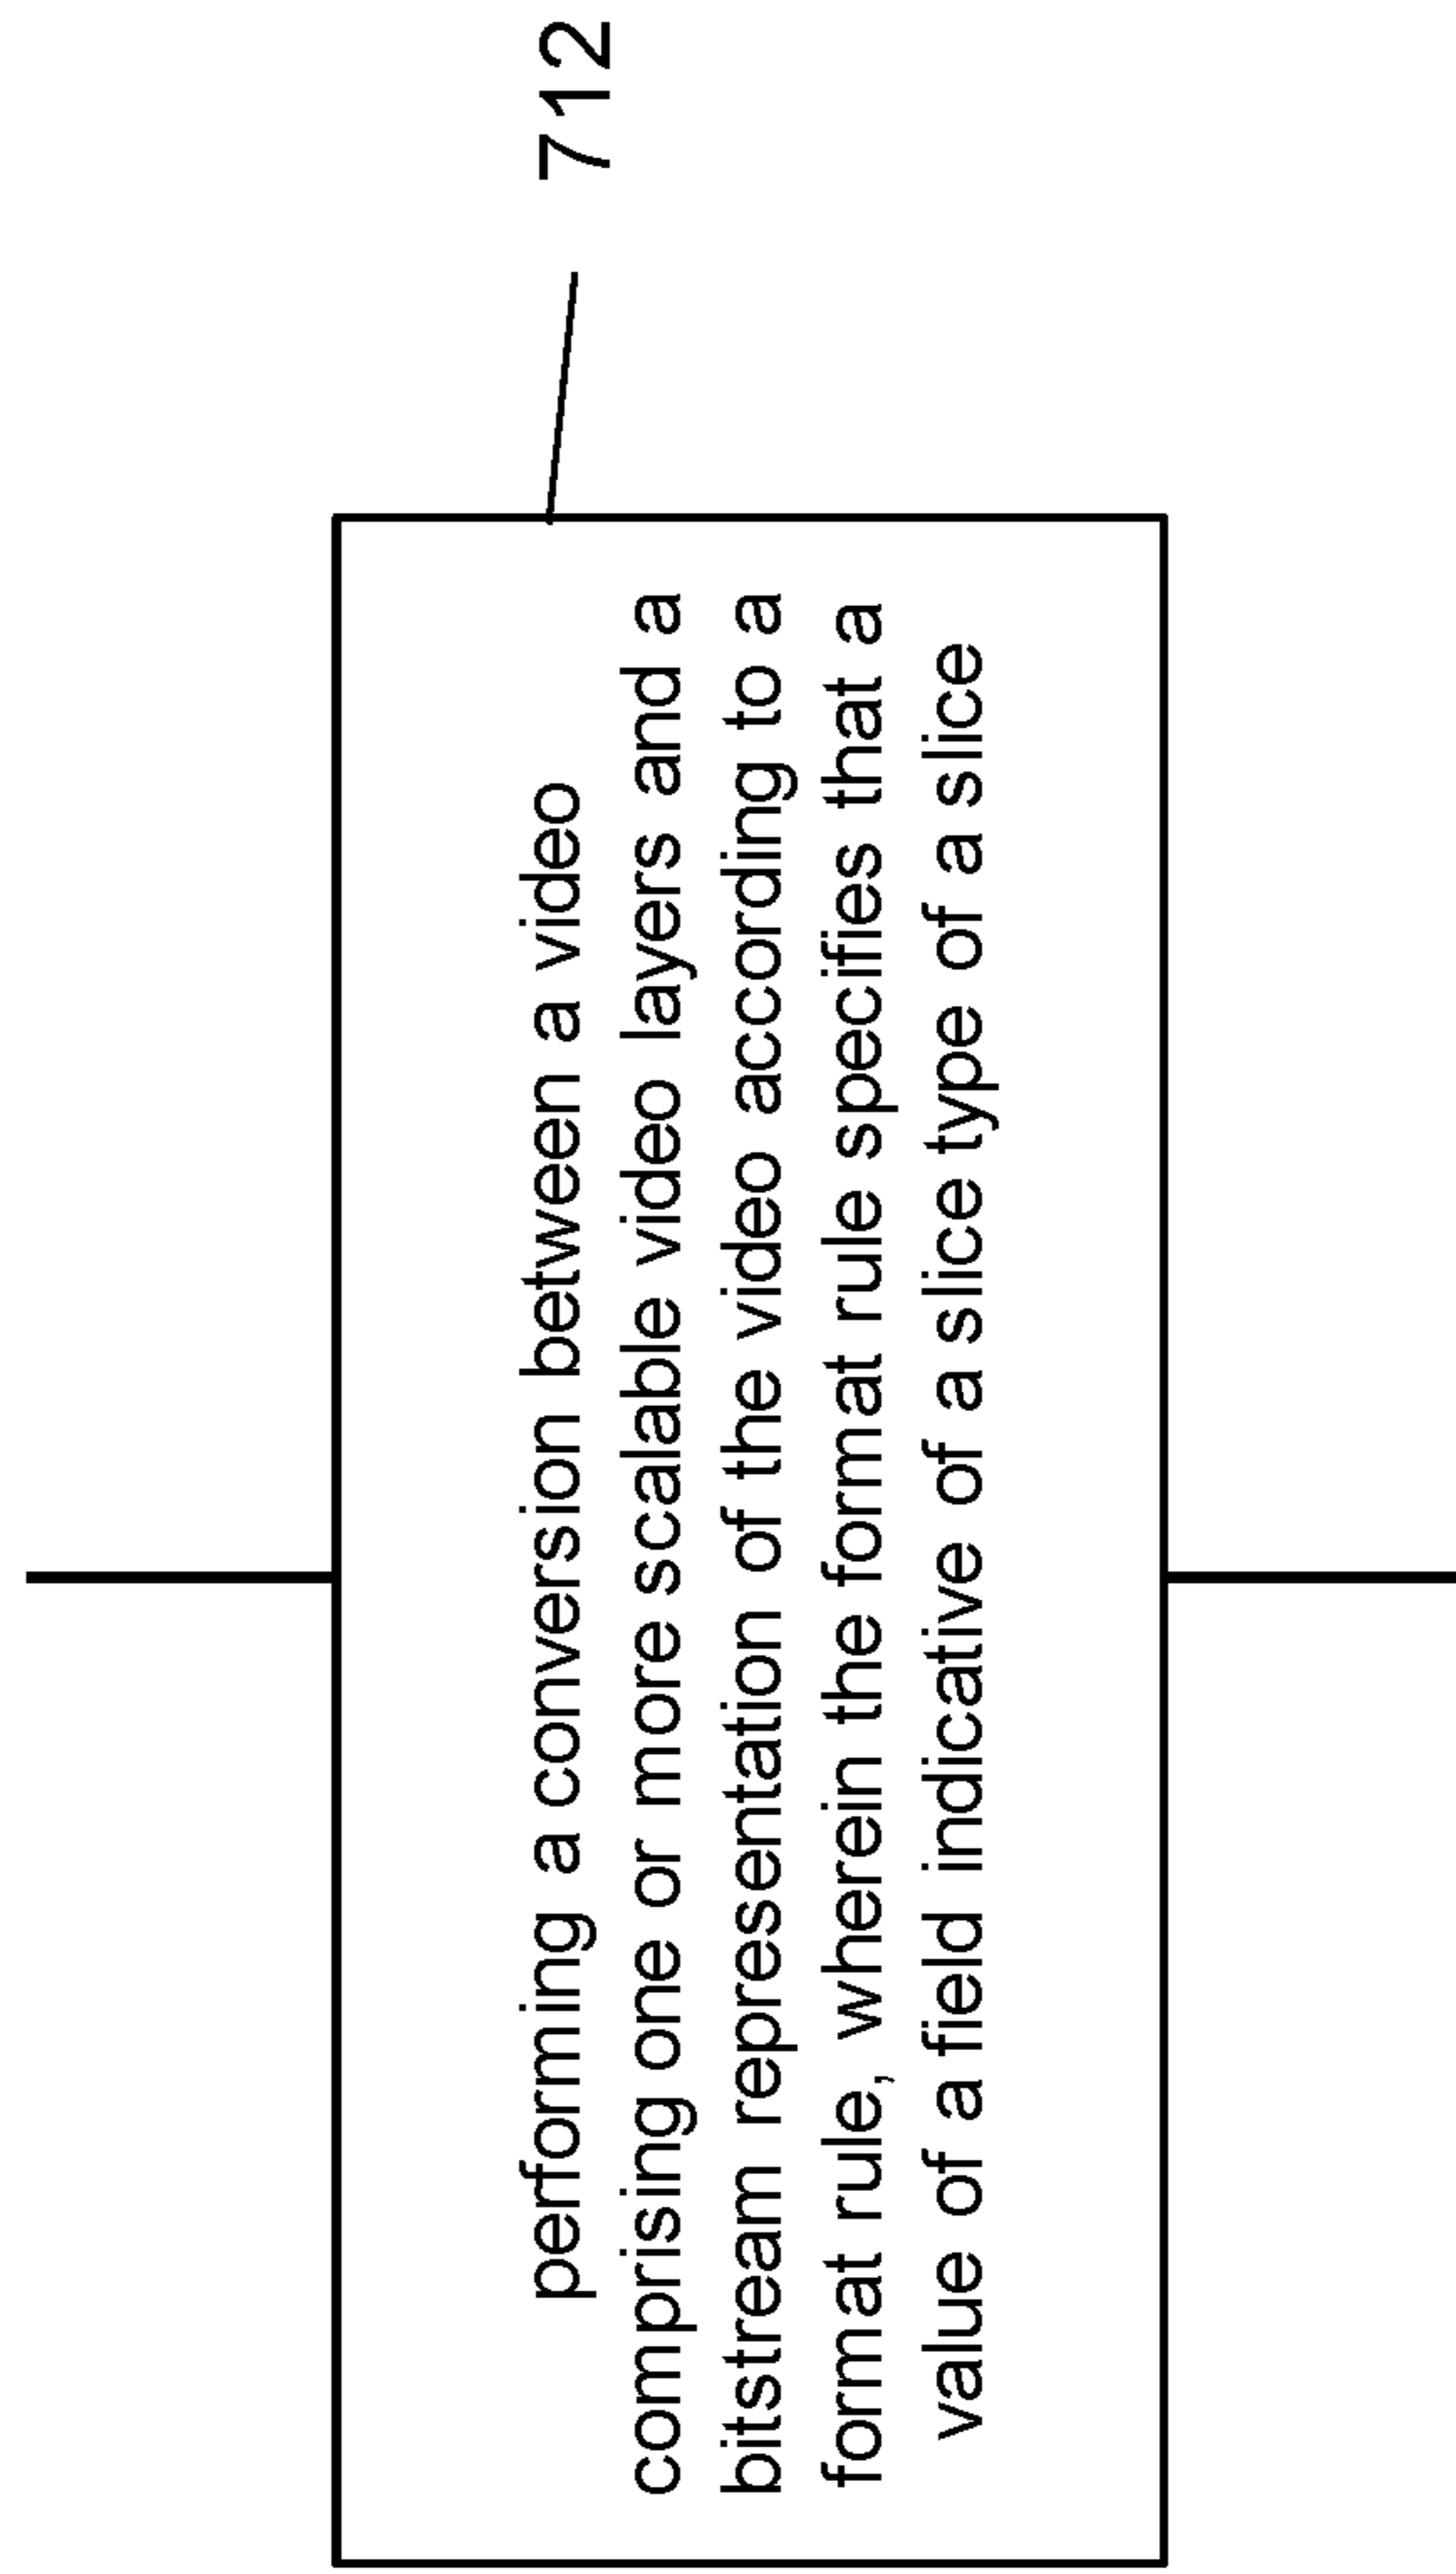 712
performing a conversion between a video
comprising one or more scalable video layers and a
bitstream representation of the video according to a
format rule, wherein the format rule specifies that a
value of a field indicative of a slice type of a slice